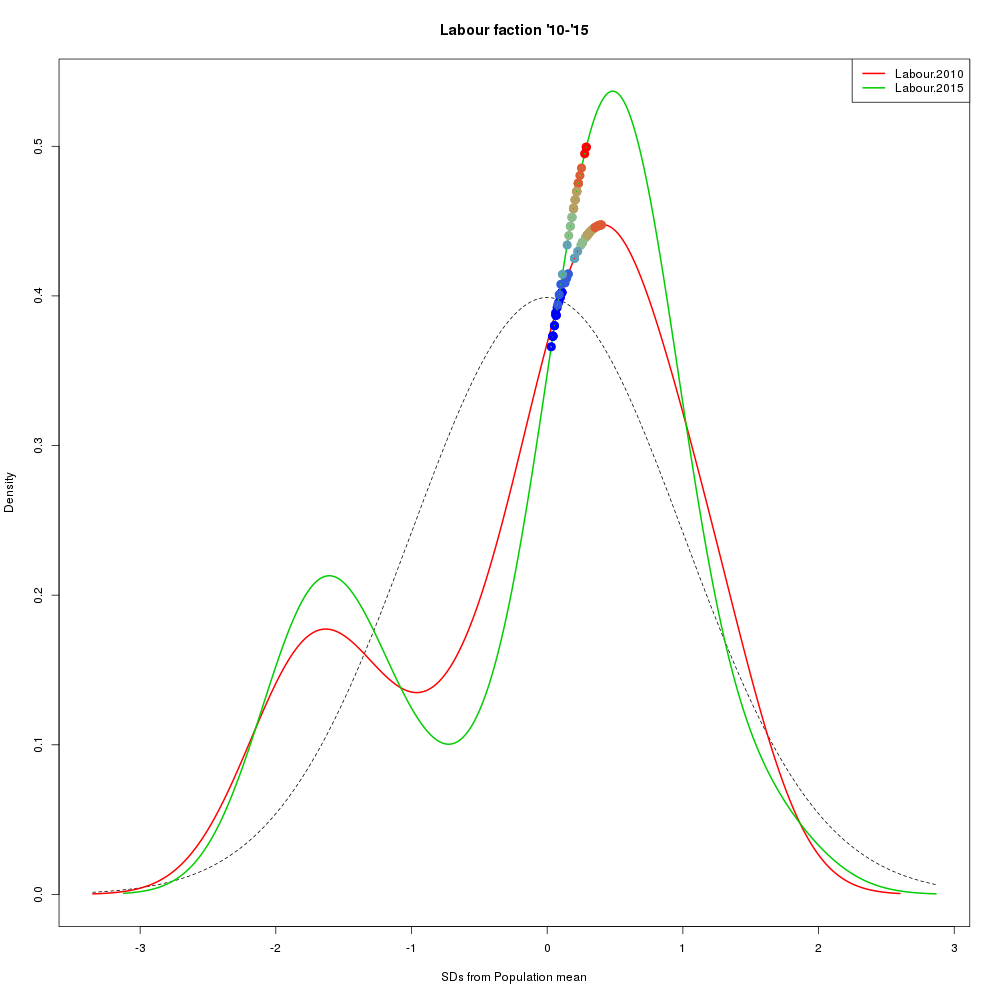 Labour faction '10-'15
Labour.2010
Labour.2015
0.5
0.4
0.3
0.2
0.1
0.0
Density
-3 -2 -1 0 1 2 3
SDs from Population mean